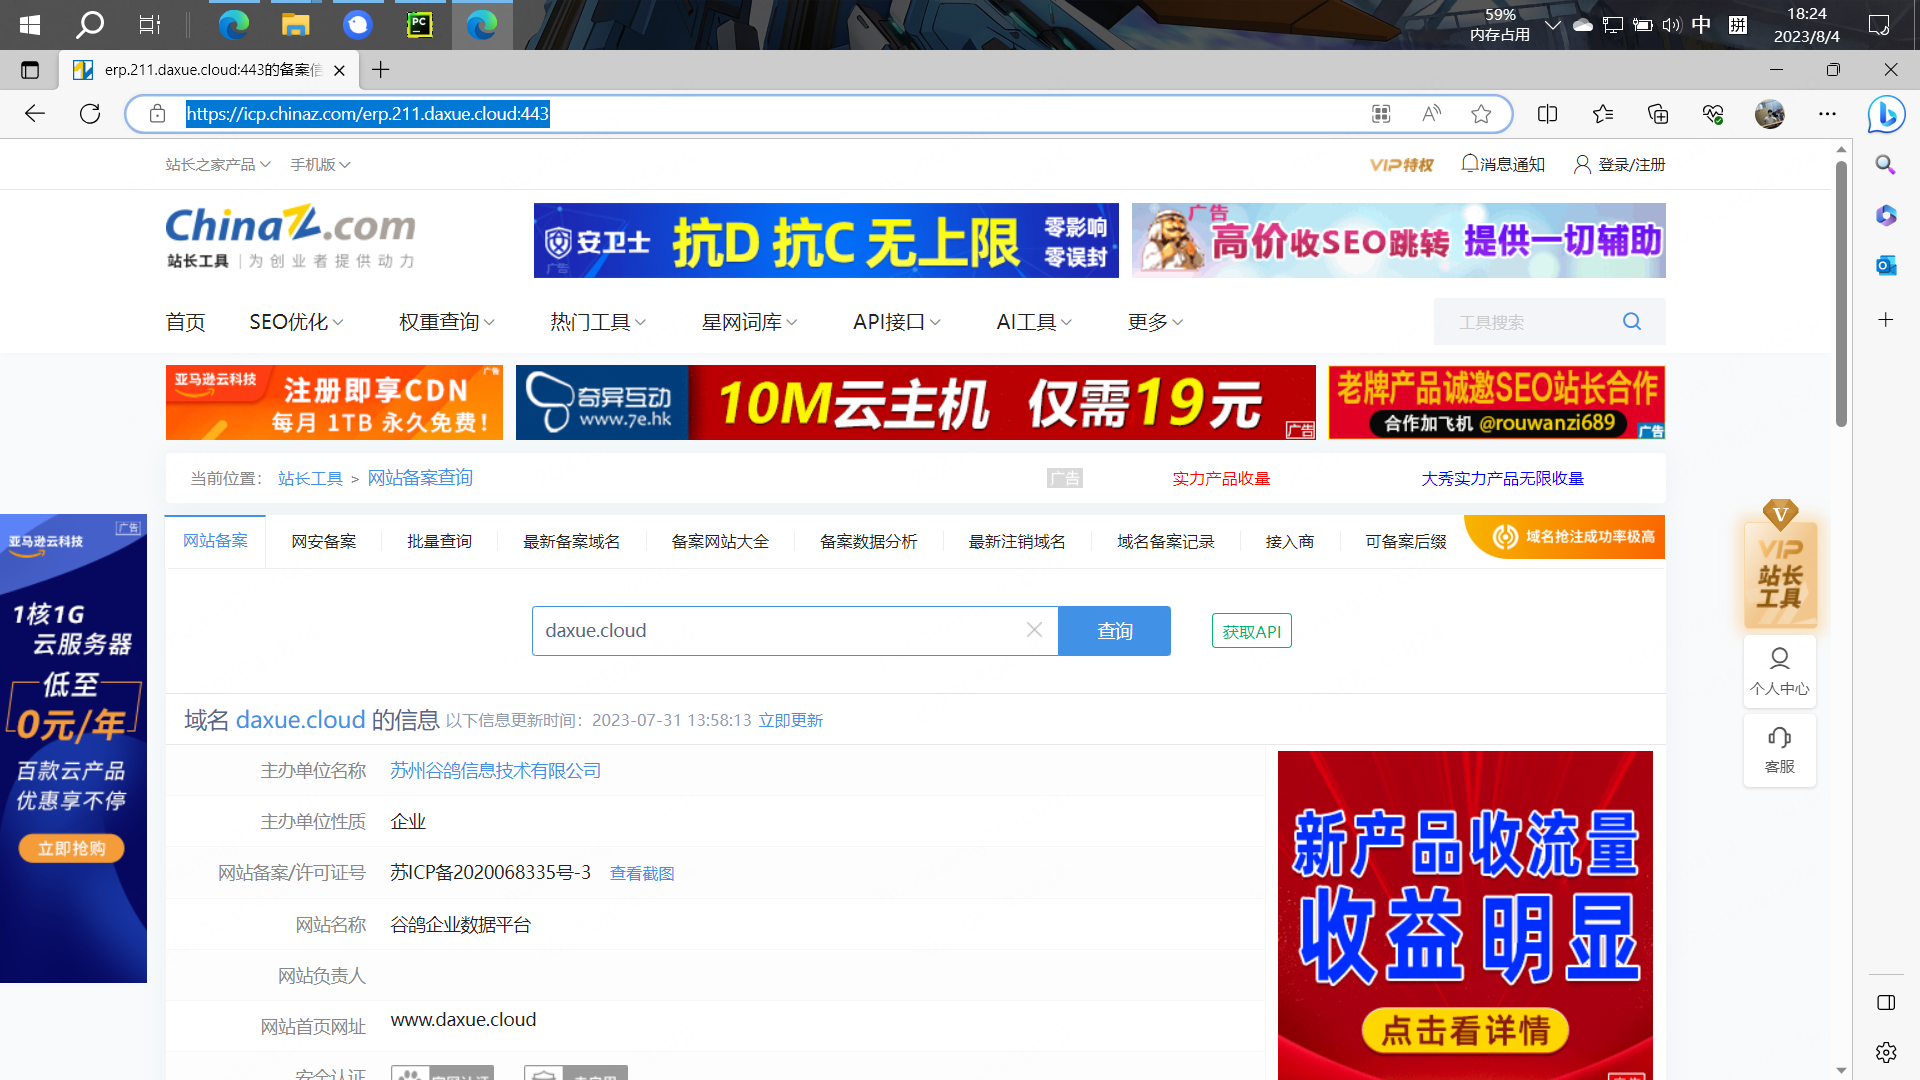 59%
内存占用
中
拼
18:24
2023/8/4
PC
erp.211.daxue.cloud:443的备案信
https://icp.chinaz.com/erp.211.daxue.cloud:443
站长之家产品
手机版
VIP特权
消息通知
登录/注册
ChinaZ.com
站长工具 | 为创业者提供动力
安卫士
抗D 抗C 无上限
零影响
零误封
广告
广告
高价收SEO跳转 提供一切辅助
首页
SEO优化
权重查询
热门工具
星网词库
API接口
AI工具
更多
工具搜索
亚马逊云科技
注册即享CDN
每月 1TB 永久免费!
广告
奇异互动
www.7e.hk
10M云主机 仅需19元
广告
老牌产品诚邀SEO站长合作
合作加飞机 @rouwanzi689
广告
当前位置: 站长工具 > 网站备案查询
广告
实力产品收量
大秀实力产品无限收量
网站备案
网安备案
批量查询
最新备案域名
备案网站大全
备案数据分析
最新注销域名
域名备案记录
接入商
可备案后缀
域名抢注成功率极高
daxue.cloud
查询
获取API
域名 daxue.cloud 的信息 以下信息更新时间: 2023-07-31 13:58:13 立即更新
主办单位名称 苏州谷鸽信息技术有限公司
主办单位性质 企业
网站备案/许可证号 苏ICP备2020068335号-3 查看截图
网站名称 谷鸽企业数据平台
网站负责人
网站首页网址 www.daxue.cloud
安全认证
广告
亚马逊云科技
1核1G
云服务器
低至
0元/年
百款云产品
优惠享不停
立即抢购
新产品收流量
收益明显
点击看详情
V
VIP
站长
工具
个人中心
客服